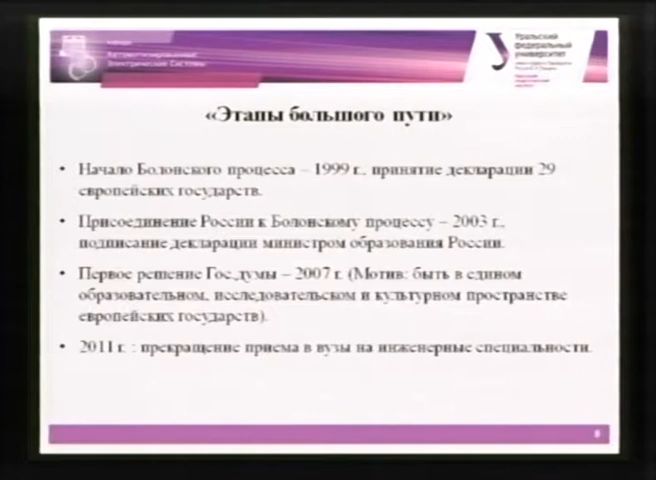 Автоматизированные
Электрические Системы
Уральский
федеральный
университет
«Этапы большого пути»
• Начало Болонского процесса – 1999 г., принятие декларации 29
европейских государств.
• Присоединение России к Болонскому процессу – 2003 г.,
подписание декларации министром образования России.
• Первое решение Гос.думы – 2007 г. (Мотив: быть в едином
образовательном, исследовательском и культурном пространстве
европейских государств).
• 2011 г. : прекращение приема в вузы на инженерные специальности.
8